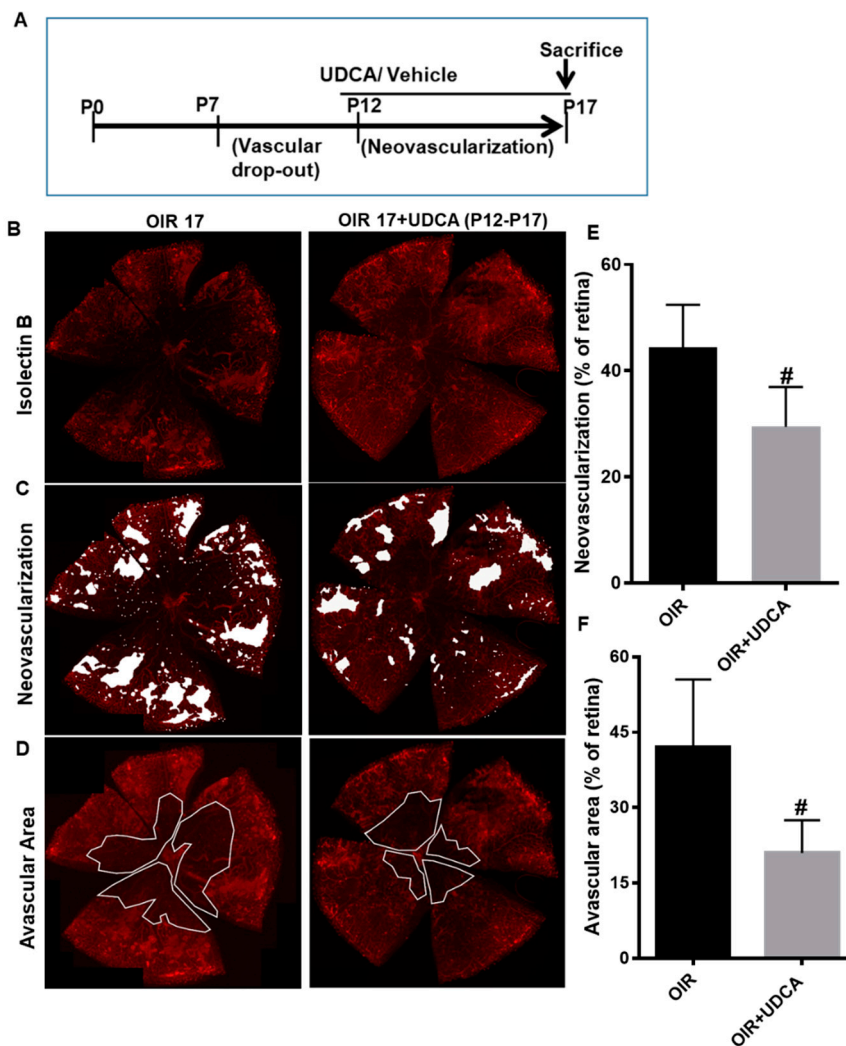 A
Sacrifice
UDCA/ Vehicle
P0
P7
P12
P17
(Vascular
drop-out)
(Neovascularization)
B
OIR 17
OIR 17+UDCA (P12-P17)
Isolectin B
C
Neovascularization
D
Avascular Area
E
Neovascularization (% of retina)
60
40
20
0
#
OIR
OIR+UDCA
F
Avascular area (% of retina)
60
45
30
15
0
#
OIR
OIR+UDCA